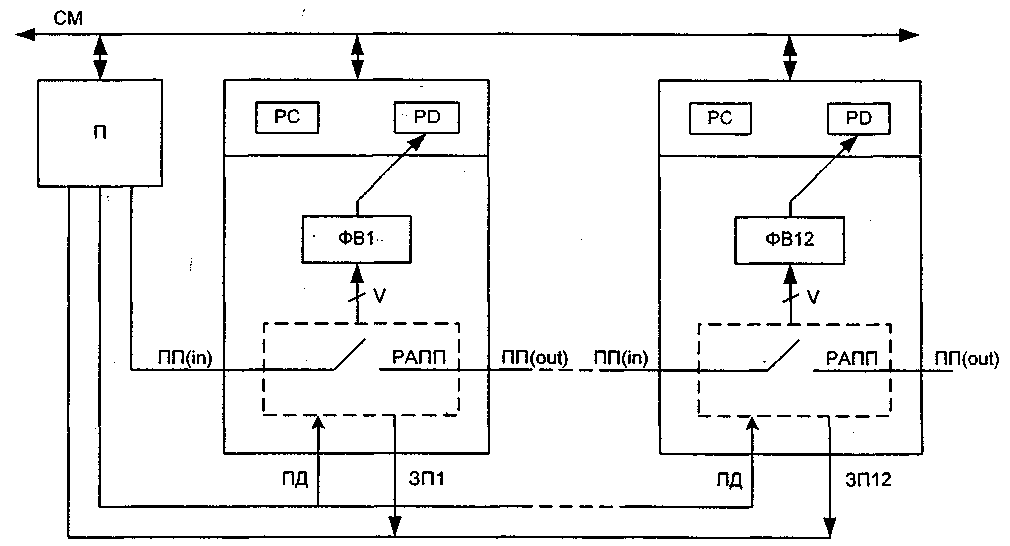 СМ
П
РС
PD
РС
PD
ФВ1
ФВ12
V
V
ПП(in)
РАПП
ПП(out)
ПП(in)
РАПП
ПП(out)
ПД
ЗП1
ПД
ЗП12